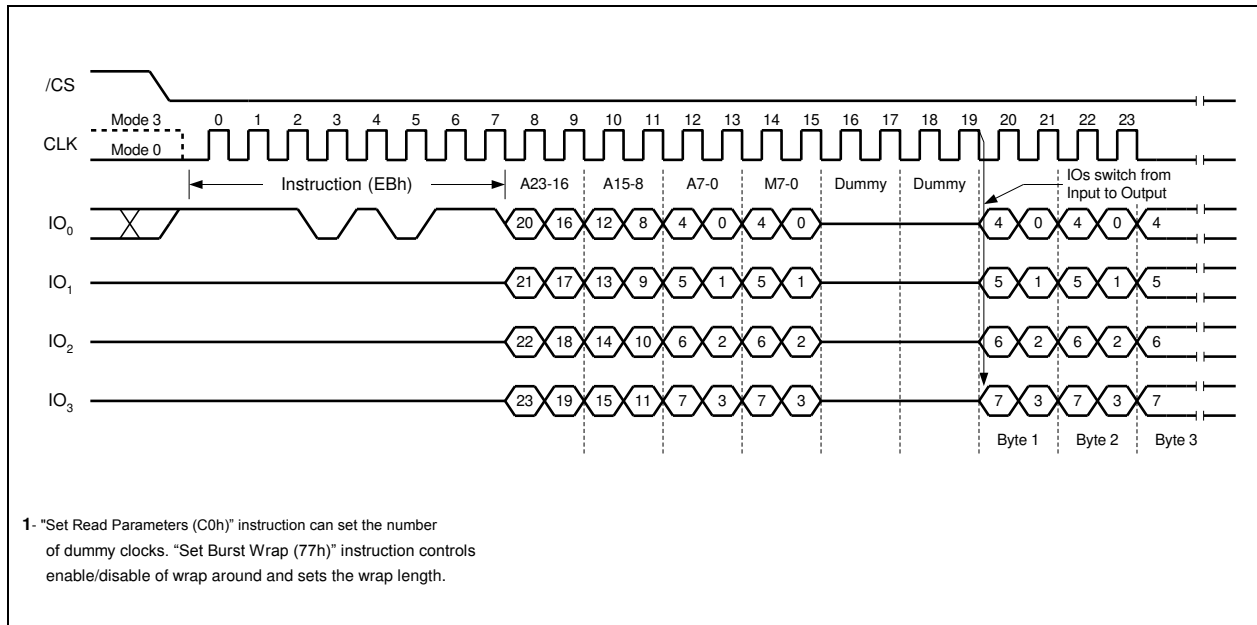 /CS
Mode 3
0 1 2 3 4 5 6 7 8 9 10 11 12 13 14 15 16 17 18 19 20 21 22 23
CLK
Mode 0
Instruction (EBh) A23-16 A15-8 A7-0 M7-0 Dummy Dummy
IOs switch from
Input to Output
IO0 20 16 12 8 4 0 4 0 4 0 4 0 4
IO1 21 17 13 9 5 1 5 1 5 1 5 1 5
IO2 22 18 14 10 6 2 6 2 6 2 6 2 6
IO3 23 19 15 11 7 3 7 3 7 3 7 3 7
Byte 1 Byte 2 Byte 3
1- "Set Read Parameters (C0h)” instruction can set the number
of dummy clocks. “Set Burst Wrap (77h)” instruction controls
enable/disable of wrap around and sets the wrap length.